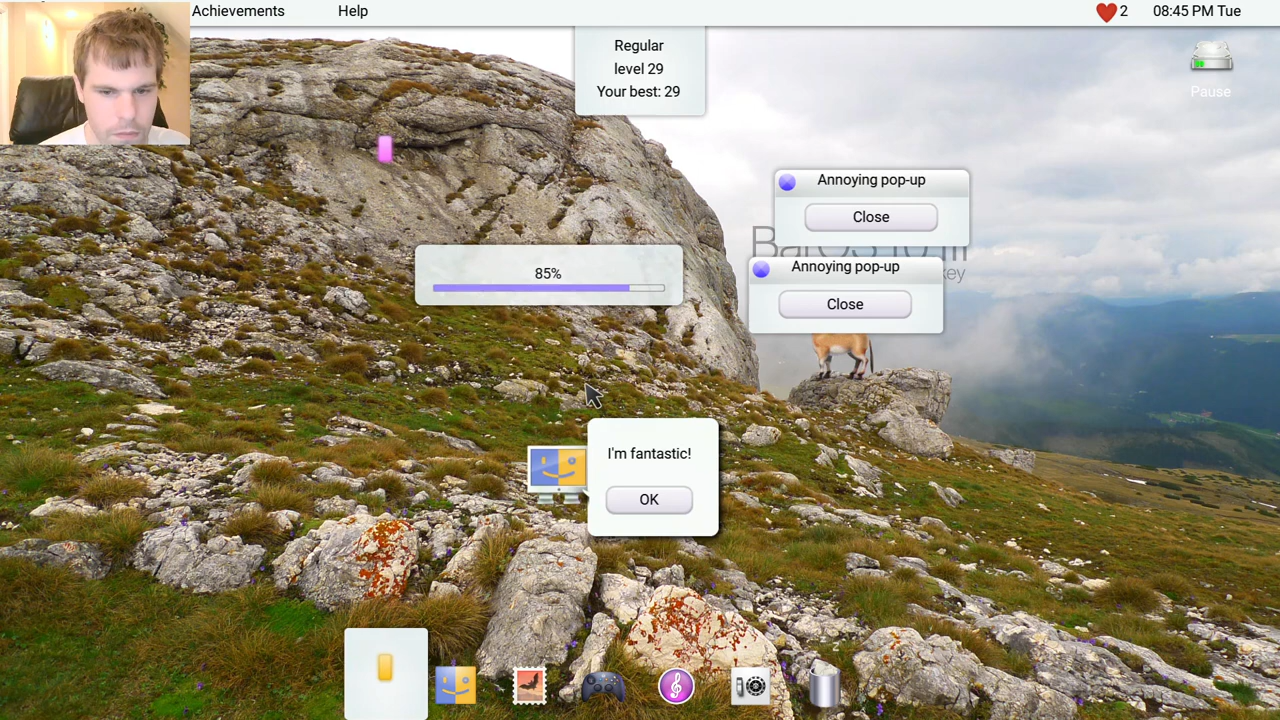 Achievements
Help
2
08:45 PM Tue
Regular
level 29
Your best: 29
Pause
Annoying pop-up
Close
Annoying pop-up
Close
85%
I'm fantastic!
OK